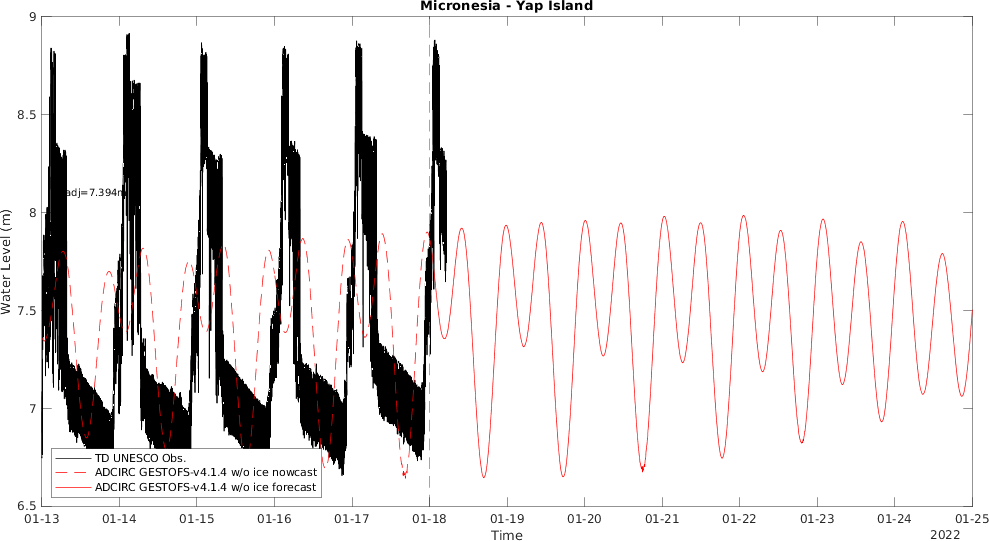 Micronesia - Yap Island
9
8.5
8
7.5
7
6.5
Water Level (m)
adj=7.394m
TD UNESCO Obs.
ADCIRC GESTOFS-v4.1.4 w/o ice nowcast
ADCIRC GESTOFS-v4.1.4 w/o ice forecast
01-13 01-14 01-15 01-16 01-17 01-18 01-19 01-20 01-21 01-22 01-23 01-24 01-25
Time
2022